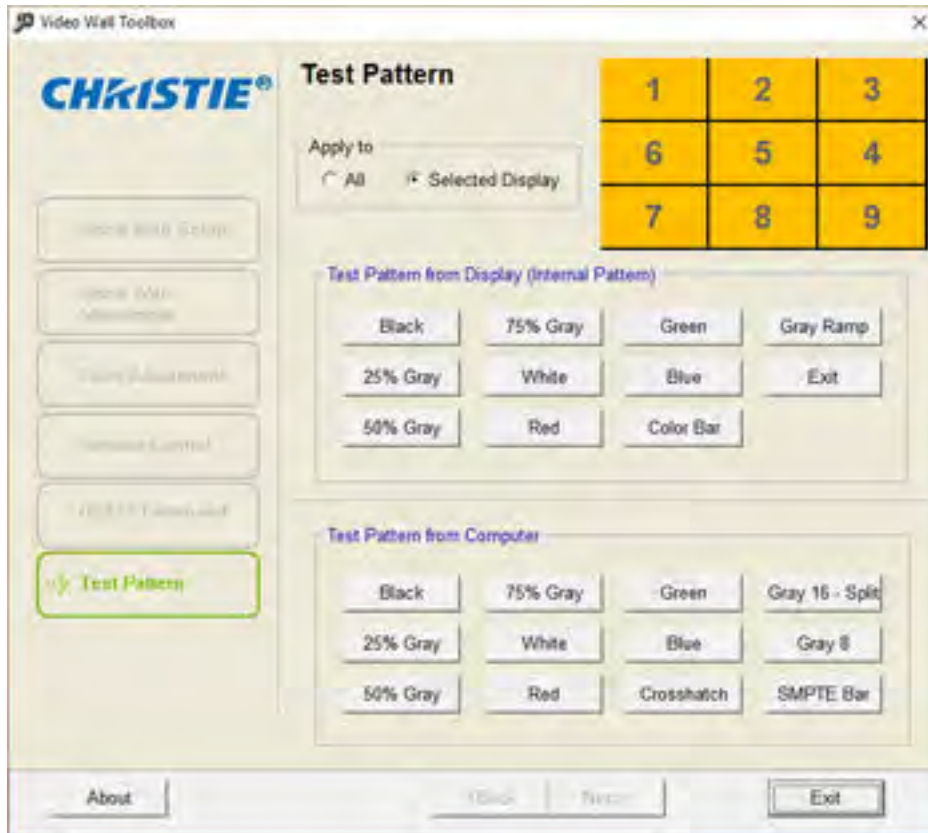 Video Wall Toolbox
CHRISTIE®
Test Pattern
Apply to
All Selected Display
1 2 3
6 5 4
7 8 9
Test Pattern
Test Pattern from Display (Internal Pattern)
Black 75% Gray Green Gray Ramp
25% Gray White Blue Exit
50% Gray Red Color Bar
Test Pattern from Computer
Black 75% Gray Green Gray 16 - Split
25% Gray White Blue Gray 8
50% Gray Red Crosshatch SMPTE Bar
About Exit